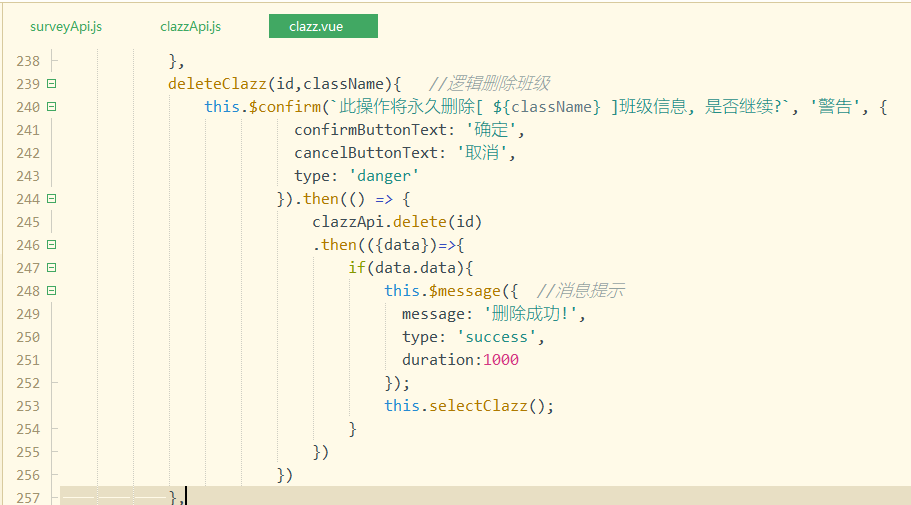 surveyApi.js clazzApi.js clazz.vue
238 },
239 deleteClazz(id,className){ //逻辑删除班级
240 this.$confirm(`此操作将永久删除[ ${className} ]班级信息, 是否继续?`, '警告', {
241 confirmButtonText: '确定',
242 cancelButtonText: '取消',
243 type: 'danger'
244 }).then(() => {
245 clazzApi.delete(id)
246 .then(({data})=>{
247 if(data.data){
248 this.$message({ //消息提示
249 message: '删除成功!',
250 type: 'success',
251 duration:1000
252 });
253 this.selectClazz();
254 }
255 })
256 })
257 },